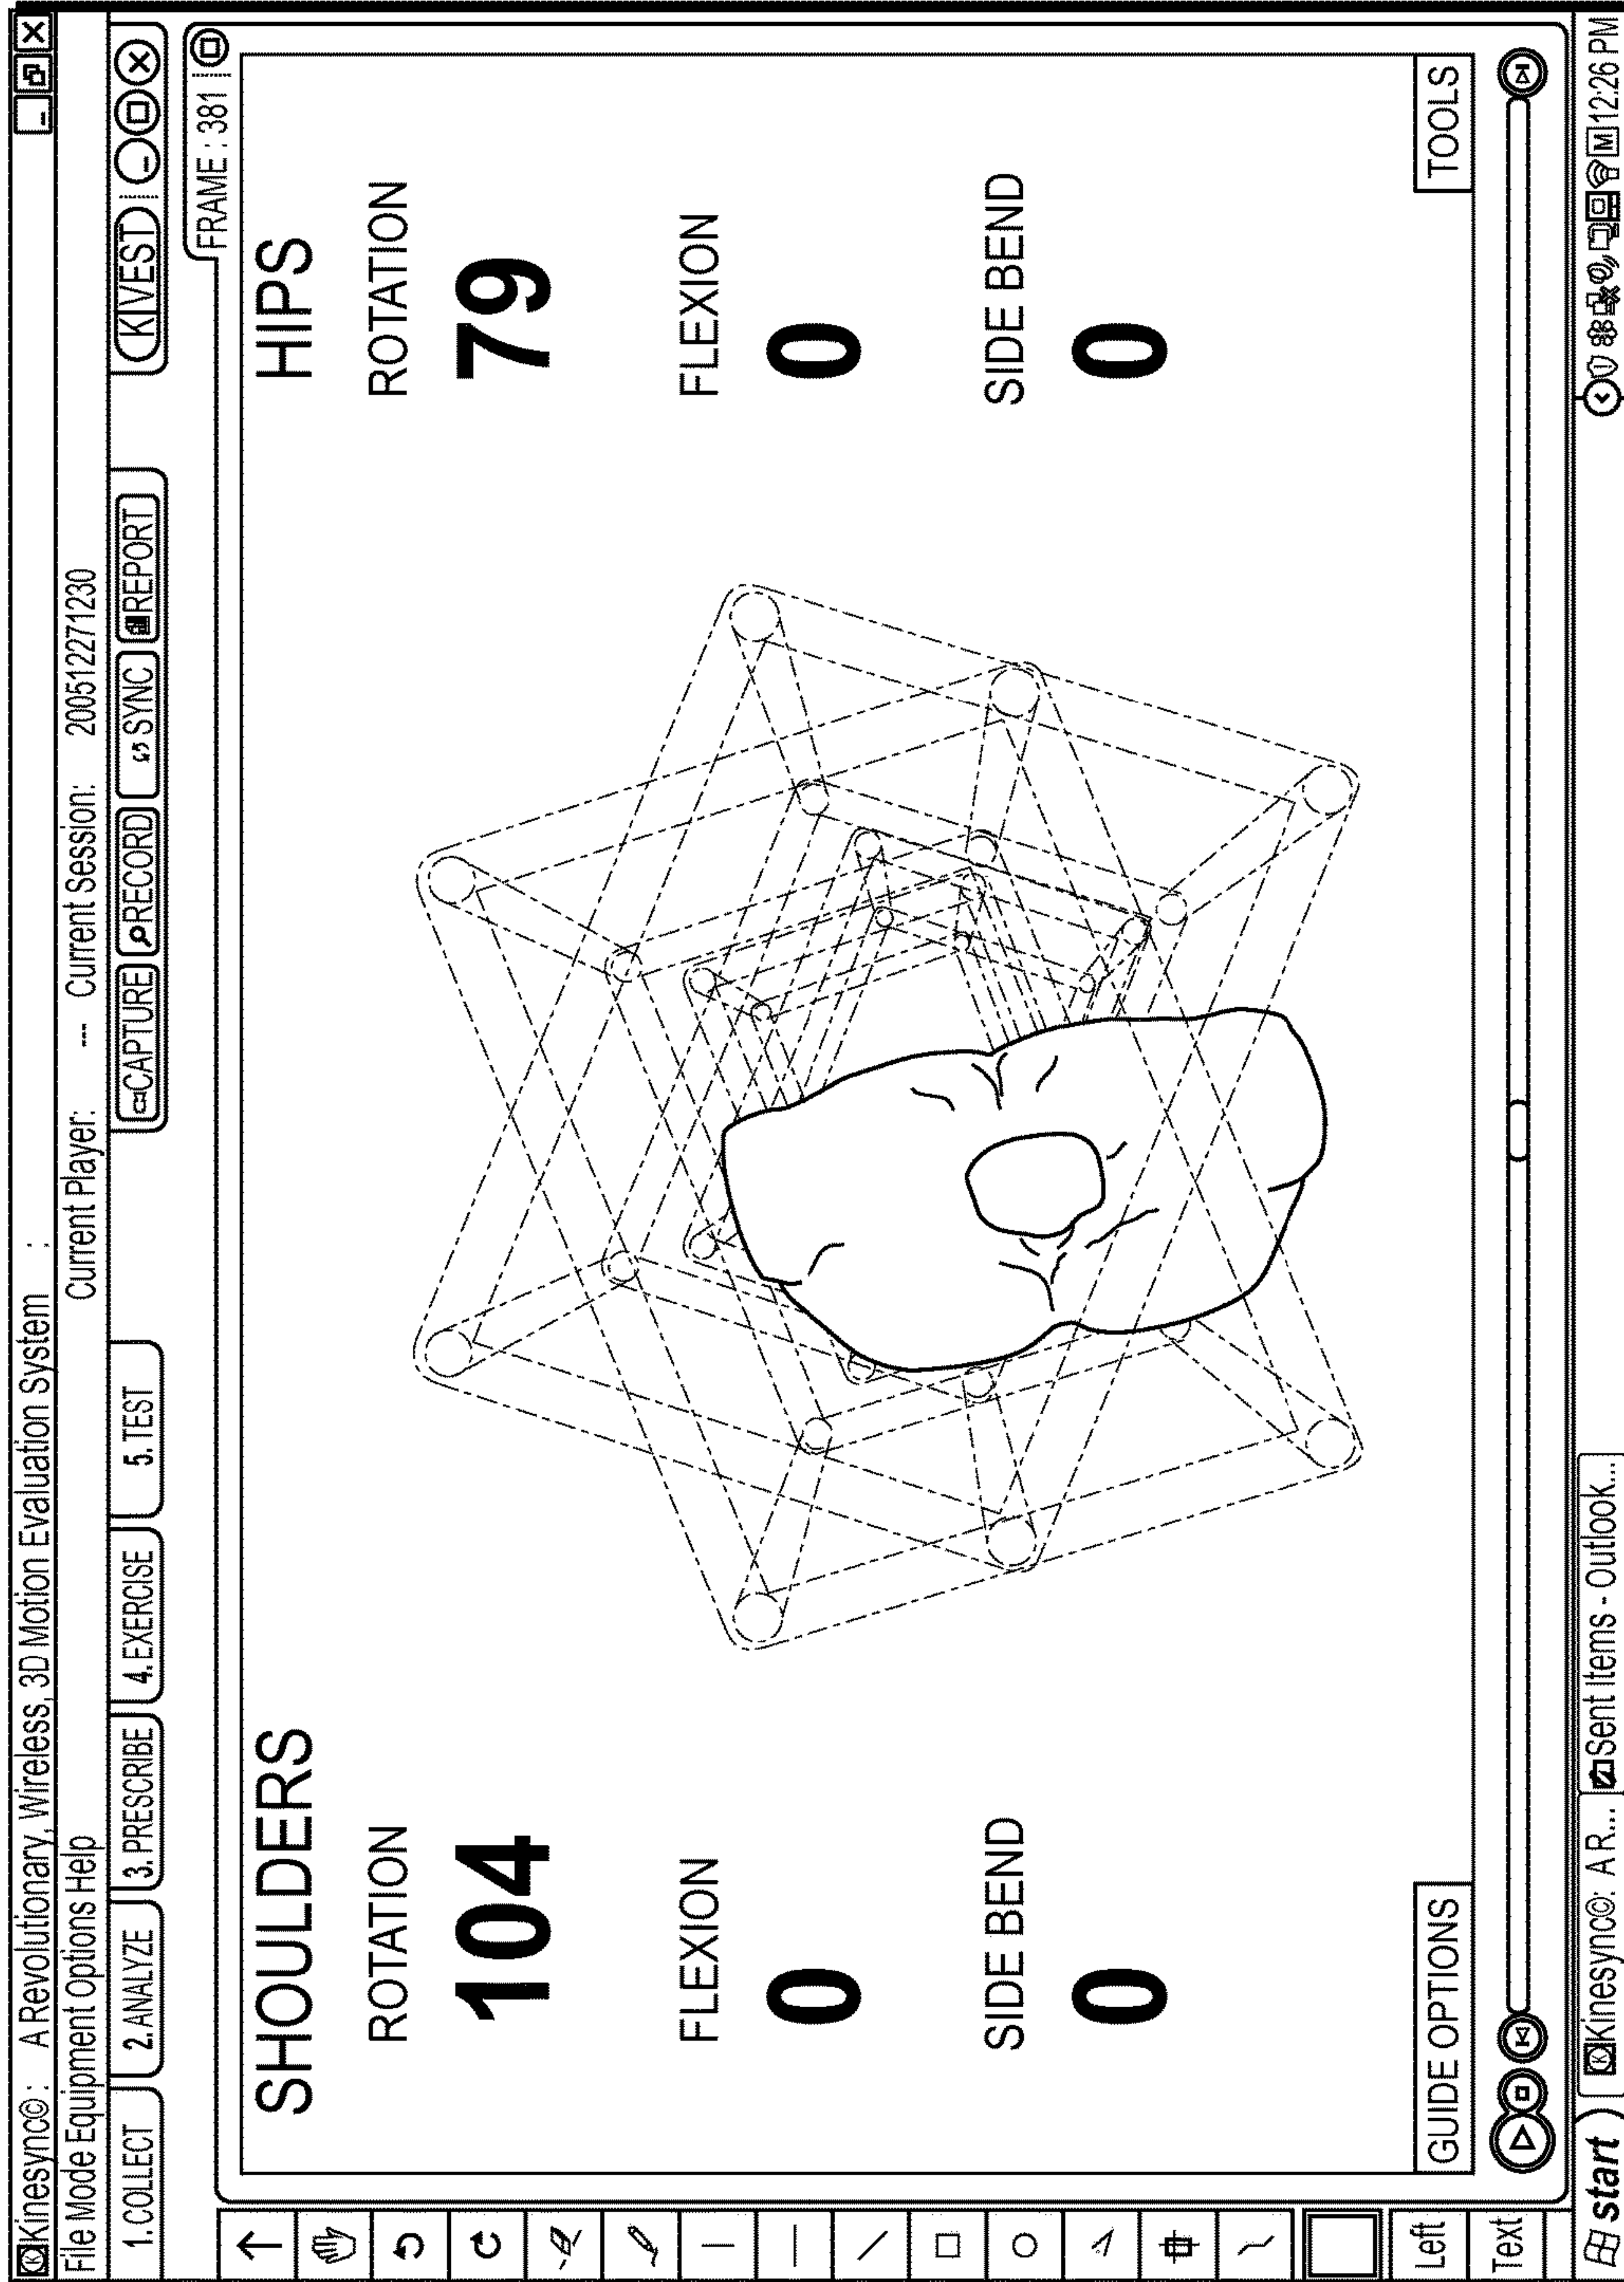 Kinesync©: A Revolutionary, Wireless, 3D Motion Evaluation System :
File Mode Equipment Options Help
Current Player: --- Current Session: 200512271230
1. COLLECT 2. ANALYZE 3. PRESCRIBE 4. EXERCISE 5. TEST
CAPTURE RECORD SYNC REPORT
K|VEST
FRAME : 381
SHOULDERS
ROTATION
104
FLEXION
0
SIDE BEND
0
HIPS
ROTATION
79
FLEXION
0
SIDE BEND
0
GUIDE OPTIONS
TOOLS
Left
Text
start
Kinesync©: A R...
Sent Items - Outlook...
M 12:26 PM